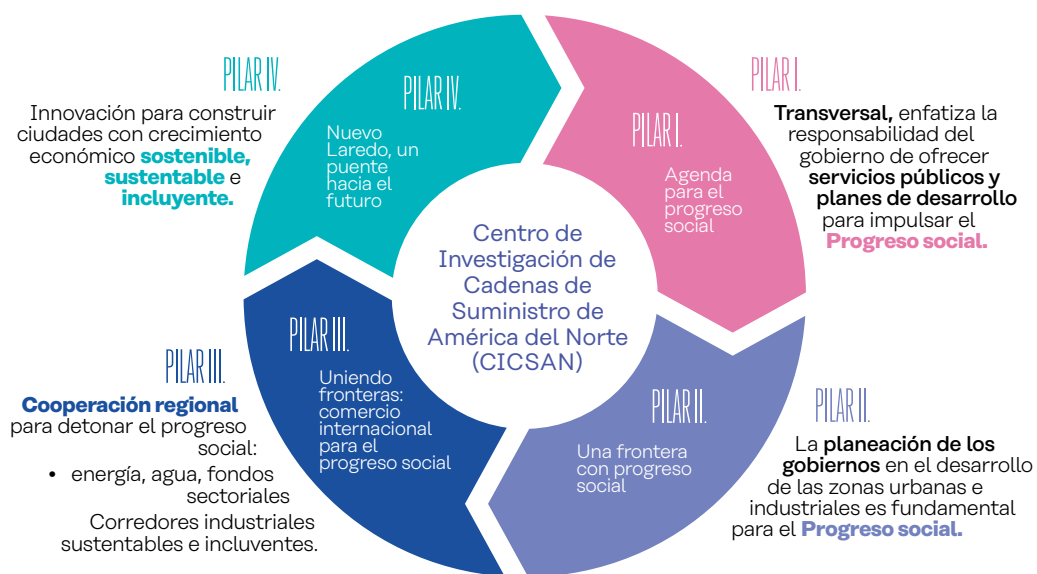 PILAR IV.
Innovación para construir
ciudades con crecimiento
económico sostenible,
sustentable e
incluyente.
PILAR IV.
Nuevo
Laredo, un
puente
hacia el
futuro
PILAR I.
Agenda
para el
progreso
social
PILAR I.
Transversal, enfatiza la
responsabilidad del
gobierno de ofrecer
servicios públicos y
planes de desarrollo
para impulsar el
Progreso social.
Centro de
Investigación de
Cadenas de
Suministro de
América del Norte
(CICSAN)
PILAR III.
Cooperación regional
para detonar el progreso
social:
• energía, agua, fondos
sectoriales
Corredores industriales
sustentables e incluventes.
PILAR III.
Uniendo
fronteras:
comercio
internacional
para el
progreso social
PILAR II.
Una frontera
con progreso
social
PILAR II.
La planeación de los
gobiernos en el desarrollo
de las zonas urbanas e
industriales es fundamental
para el Progreso social.